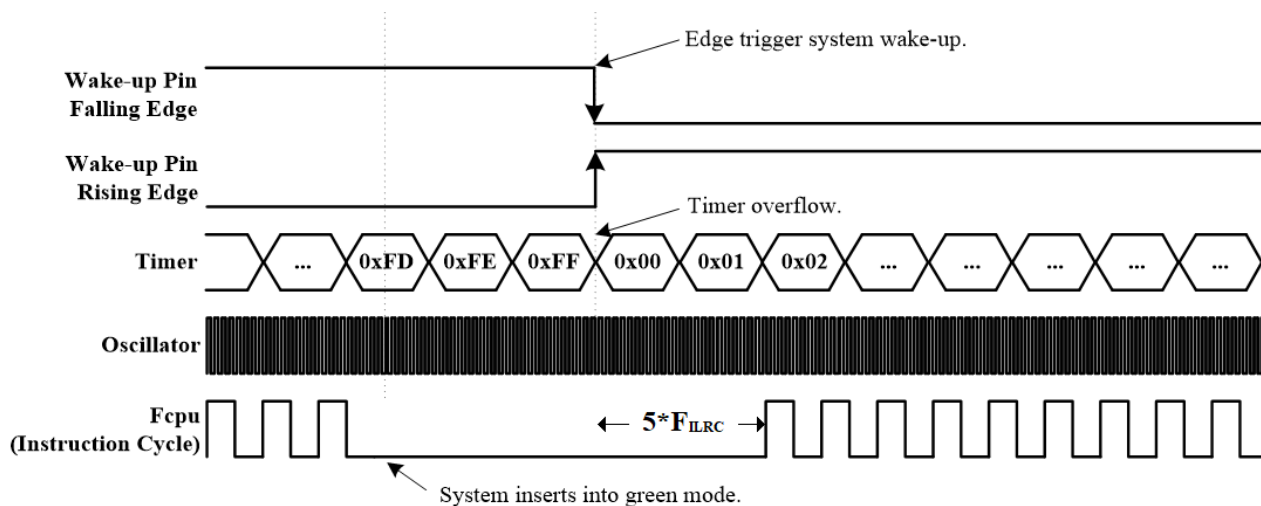 Edge trigger system wake-up.
Wake-up Pin
Falling Edge
Wake-up Pin
Rising Edge
Timer overflow.
Timer
... 0xFD 0xFE 0xFF 0x00 0x01 0x02 ... ... ... ... ...
Oscillator
Fcpu
(Instruction Cycle)
5*FILRC
System inserts into green mode.